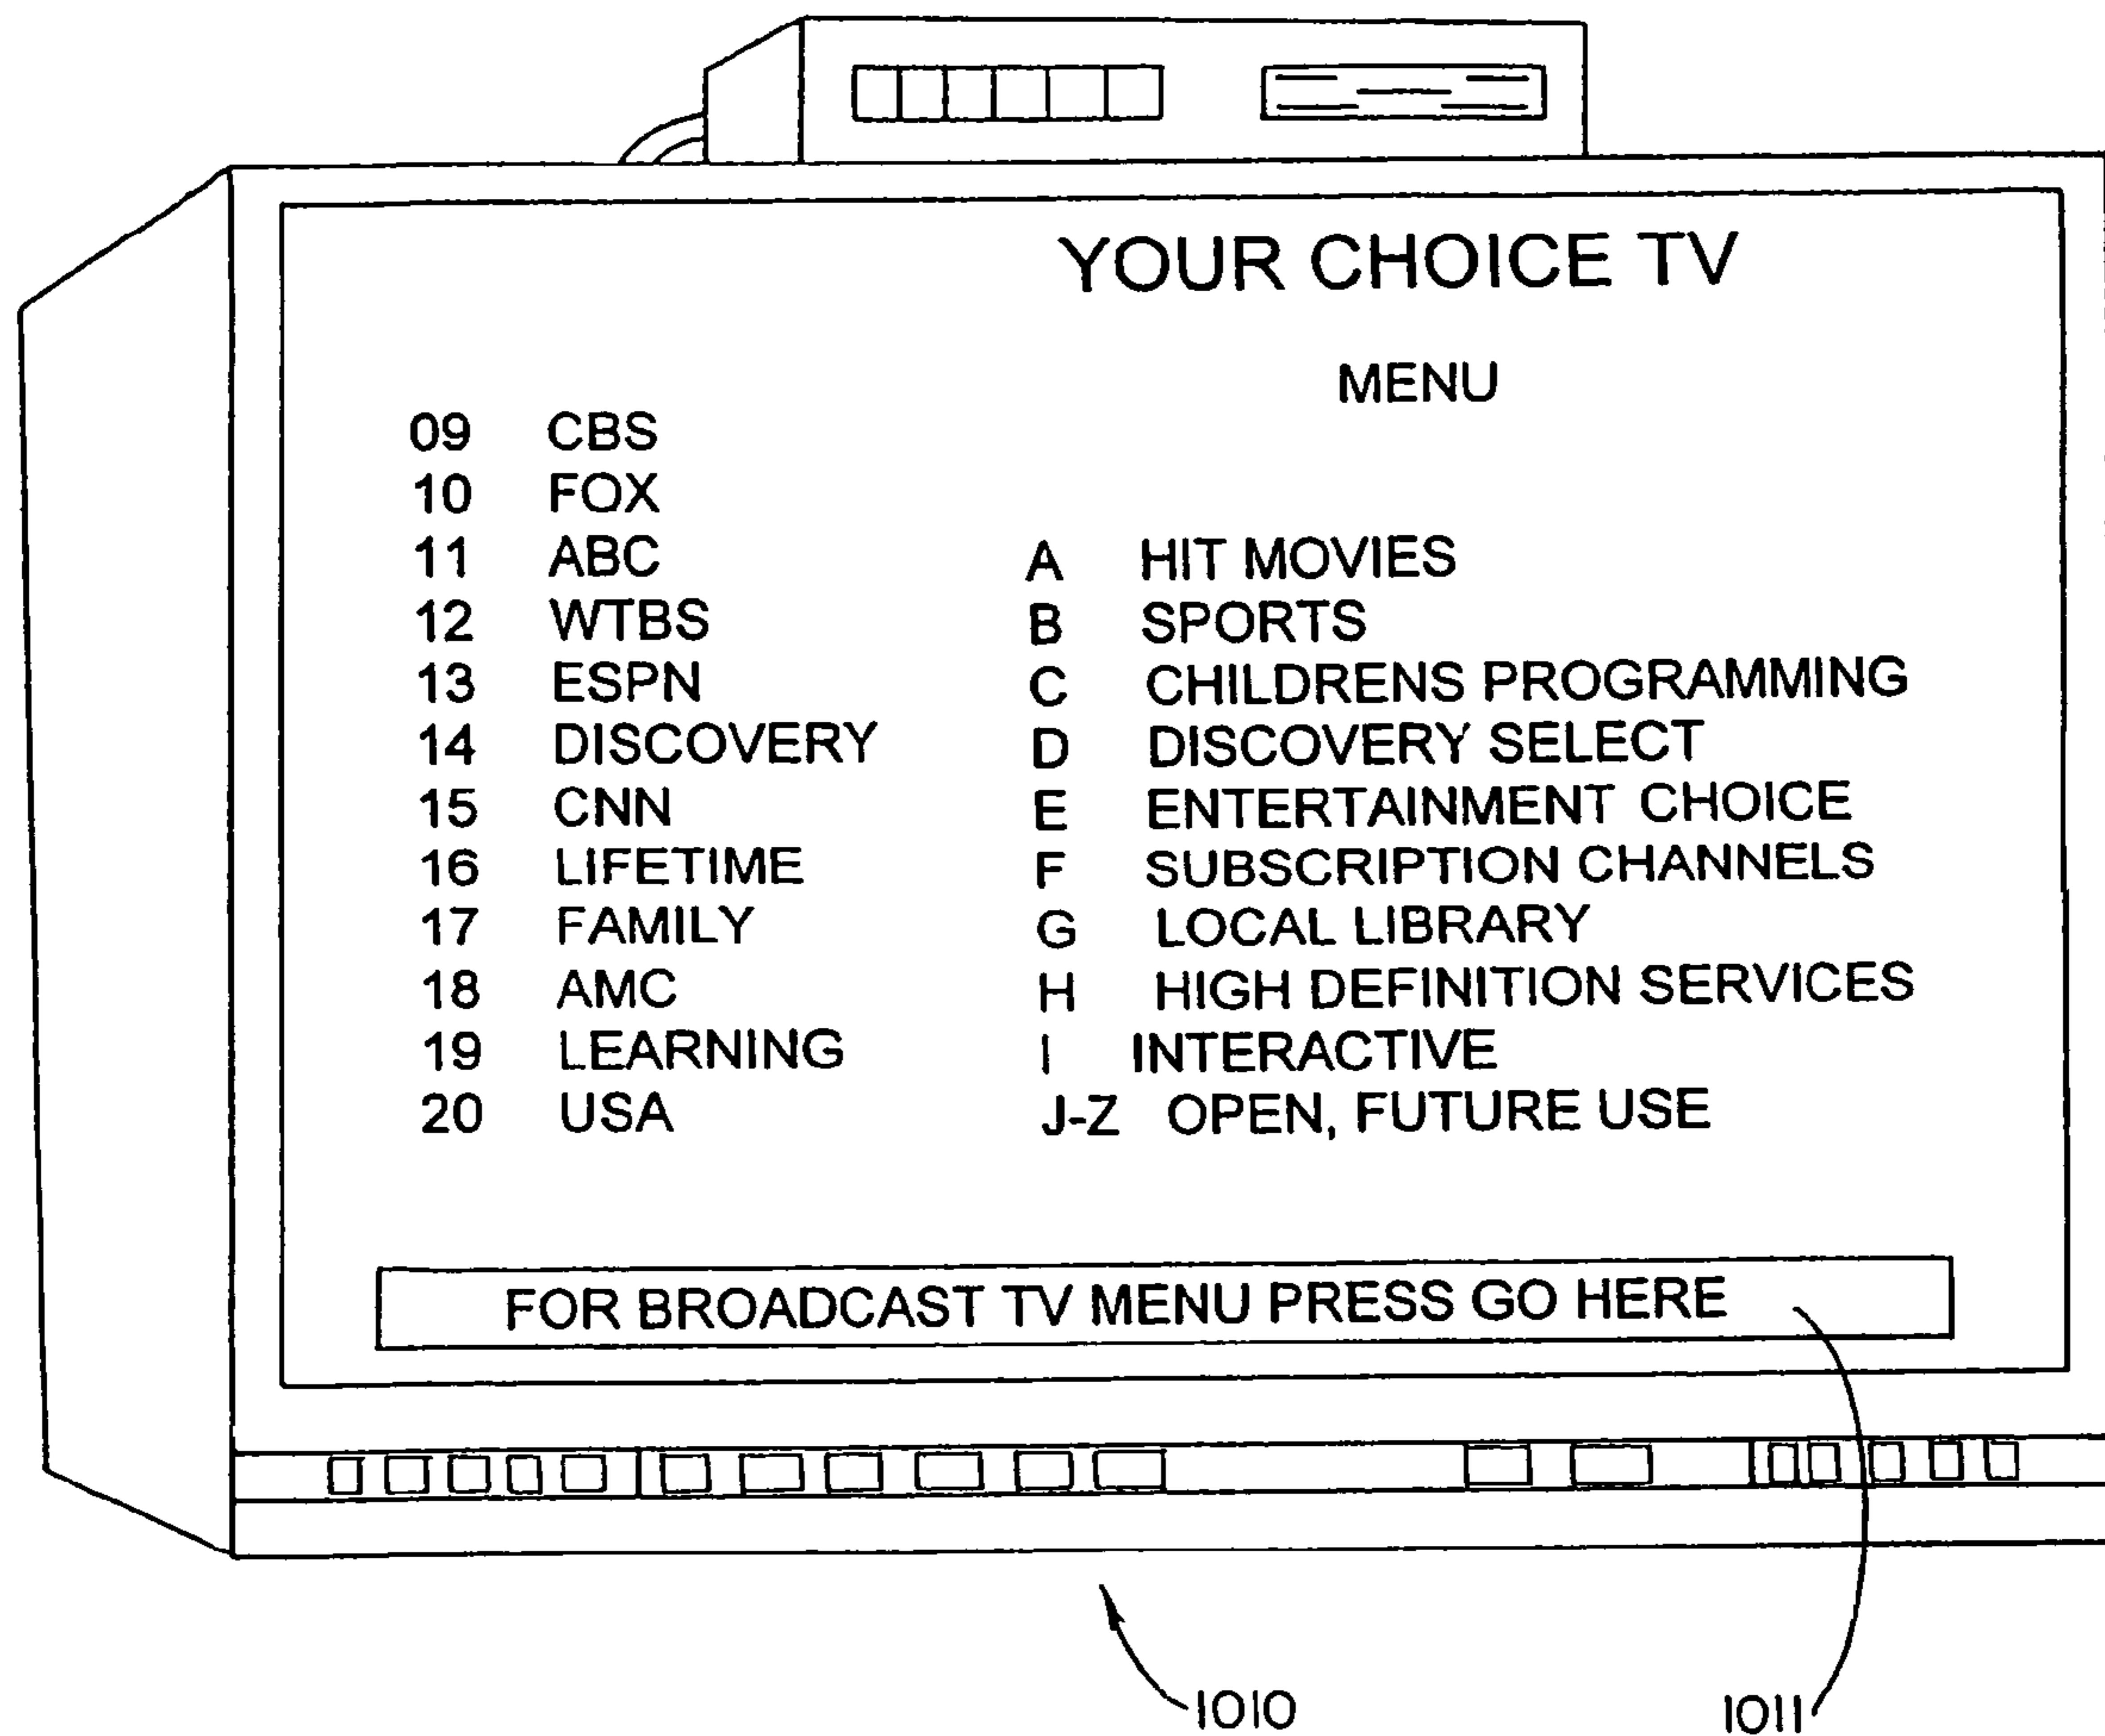 YOUR CHOICE TV
MENU
09 CBS
10 FOX
11 ABC
12 WTBS
13 ESPN
14 DISCOVERY
15 CNN
16 LIFETIME
17 FAMILY
18 AMC
19 LEARNING
20 USA
A HIT MOVIES
B SPORTS
C CHILDRENS PROGRAMMING
D DISCOVERY SELECT
E ENTERTAINMENT CHOICE
F SUBSCRIPTION CHANNELS
G LOCAL LIBRARY
H HIGH DEFINITION SERVICES
I INTERACTIVE
J-Z OPEN, FUTURE USE
FOR BROADCAST TV MENU PRESS GO HERE
1010
1011